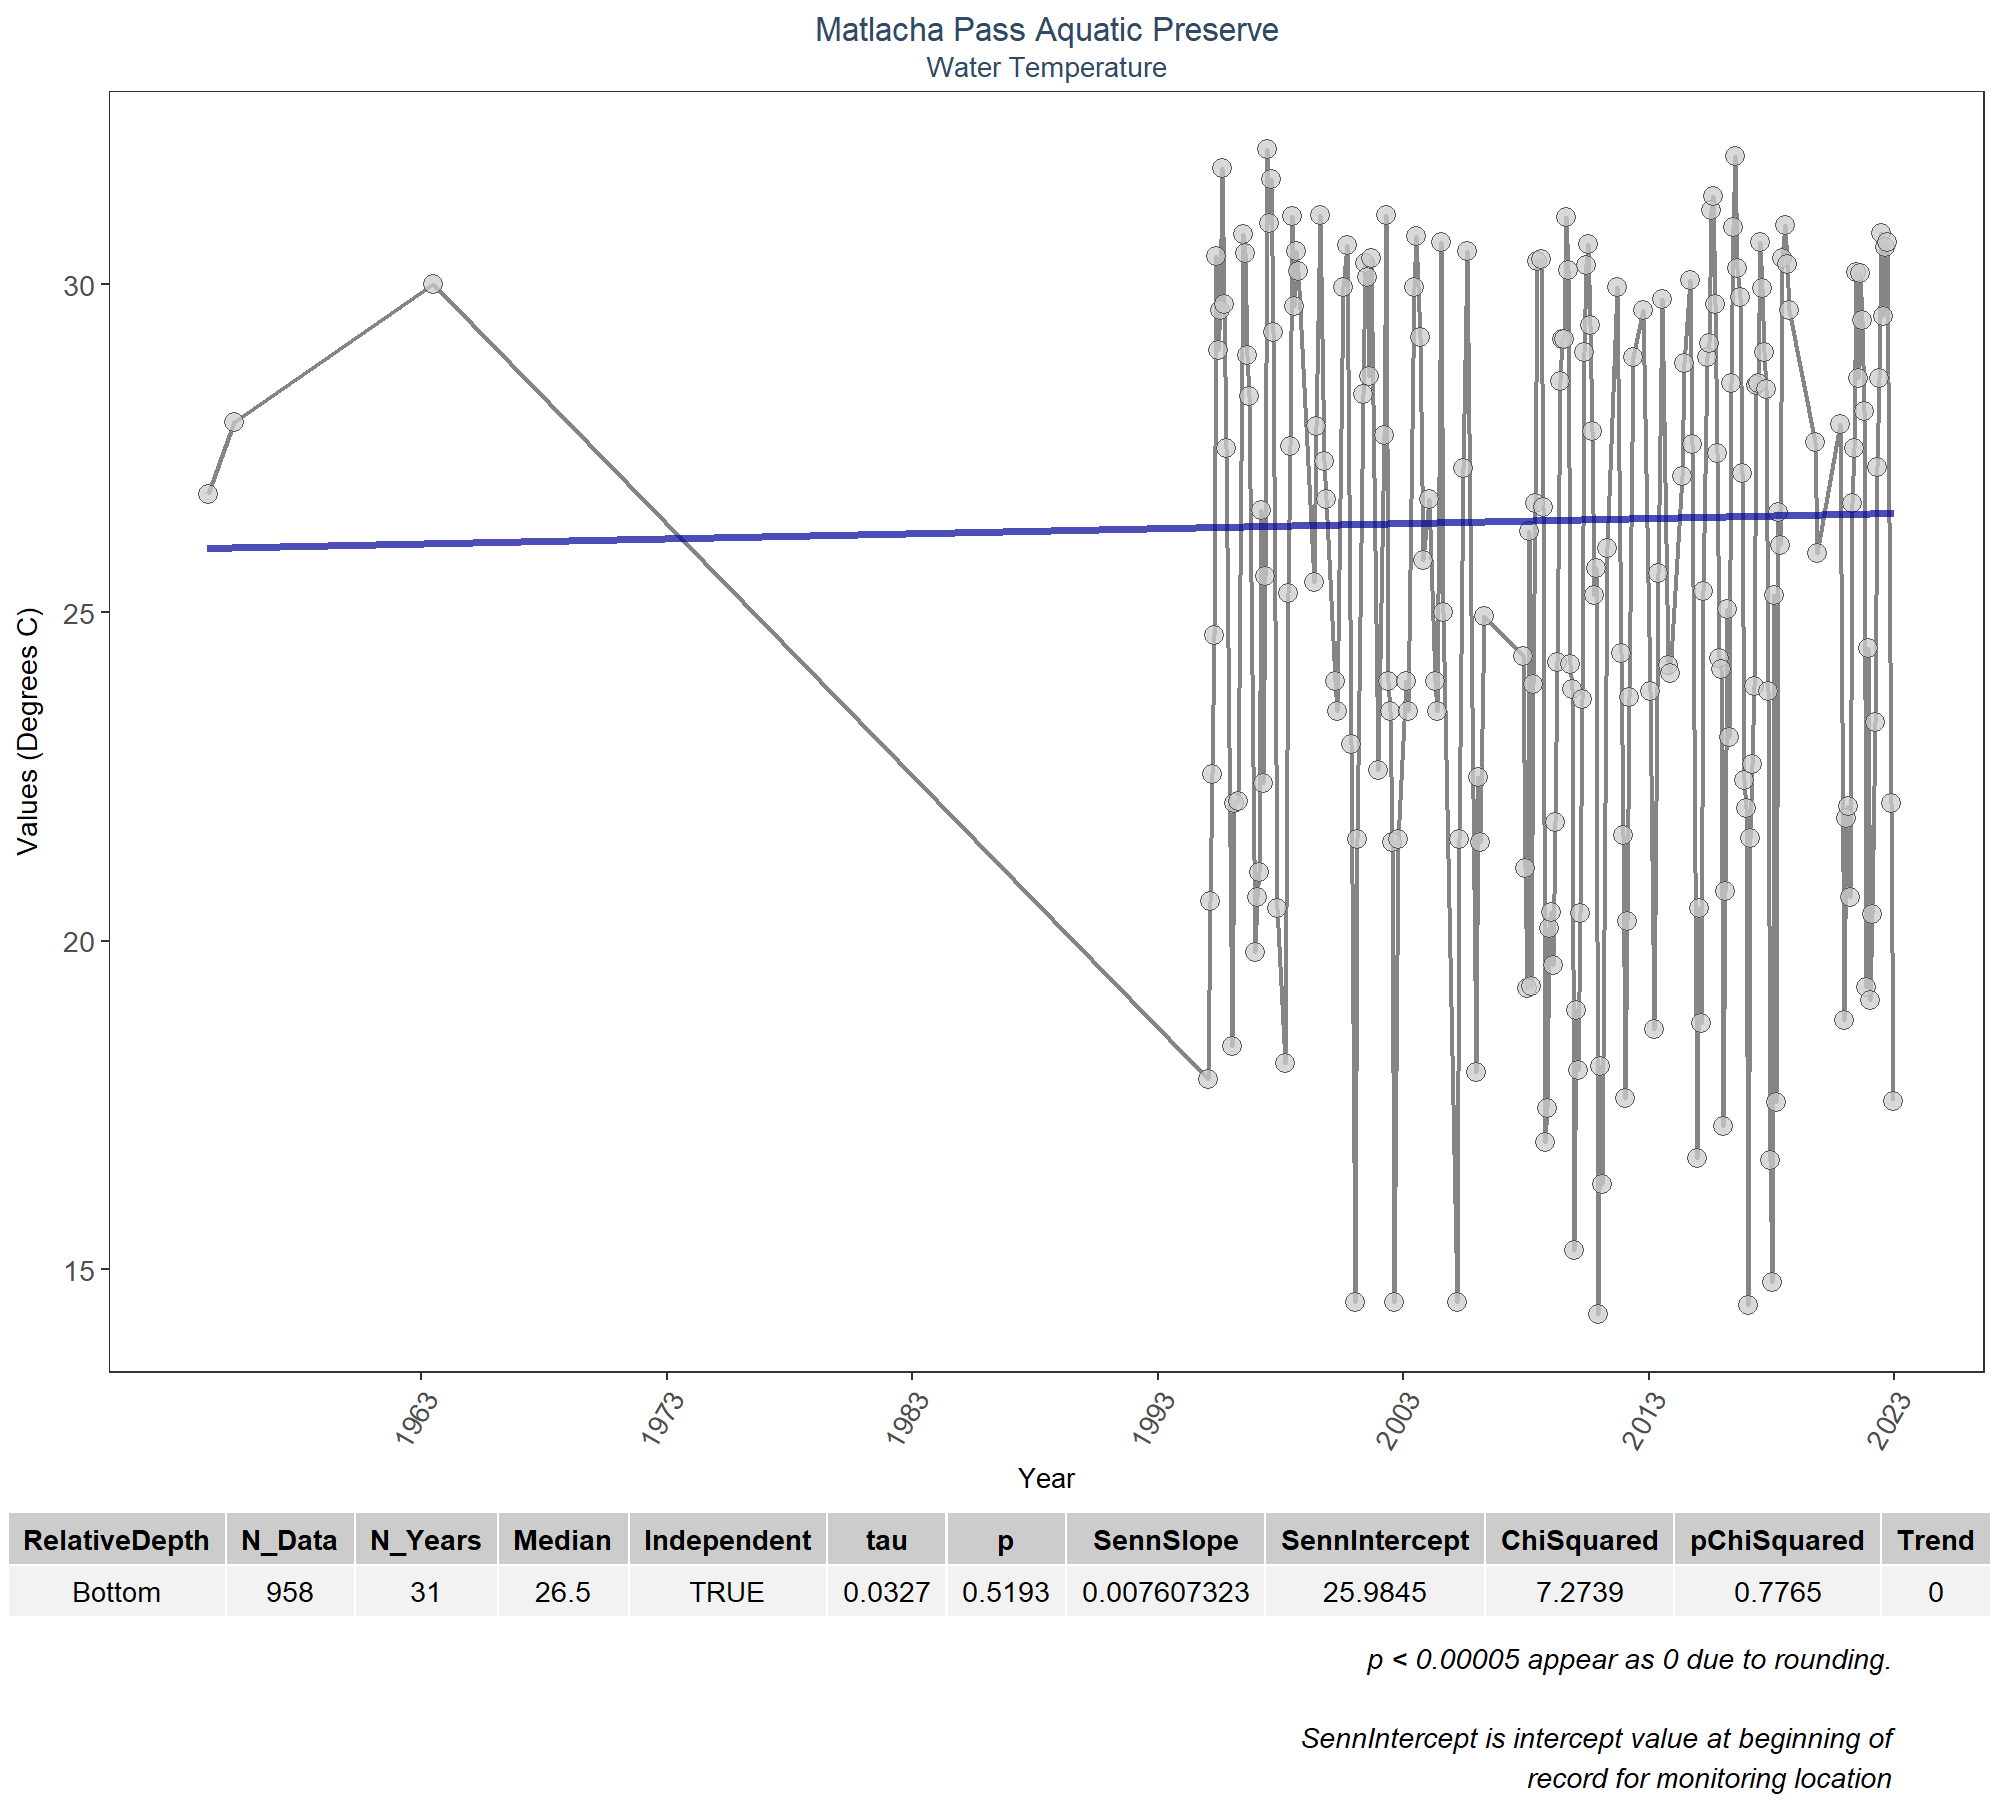 Matlacha Pass Aquatic Preserve
Water Temperature
Values (Degrees C)
30
25
20
15
1963
1973
1983
1993
2003
2013
2023
Year
RelativeDepth N_Data N_Years Median Independent tau p SennSlope SennIntercept ChiSquared pChiSquared Trend
Bottom 958 31 26.5 TRUE 0.0327 0.5193 0.007607323 25.9845 7.2739 0.7765 0
p < 0.00005 appear as 0 due to rounding.
SennIntercept is intercept value at beginning of
record for monitoring location